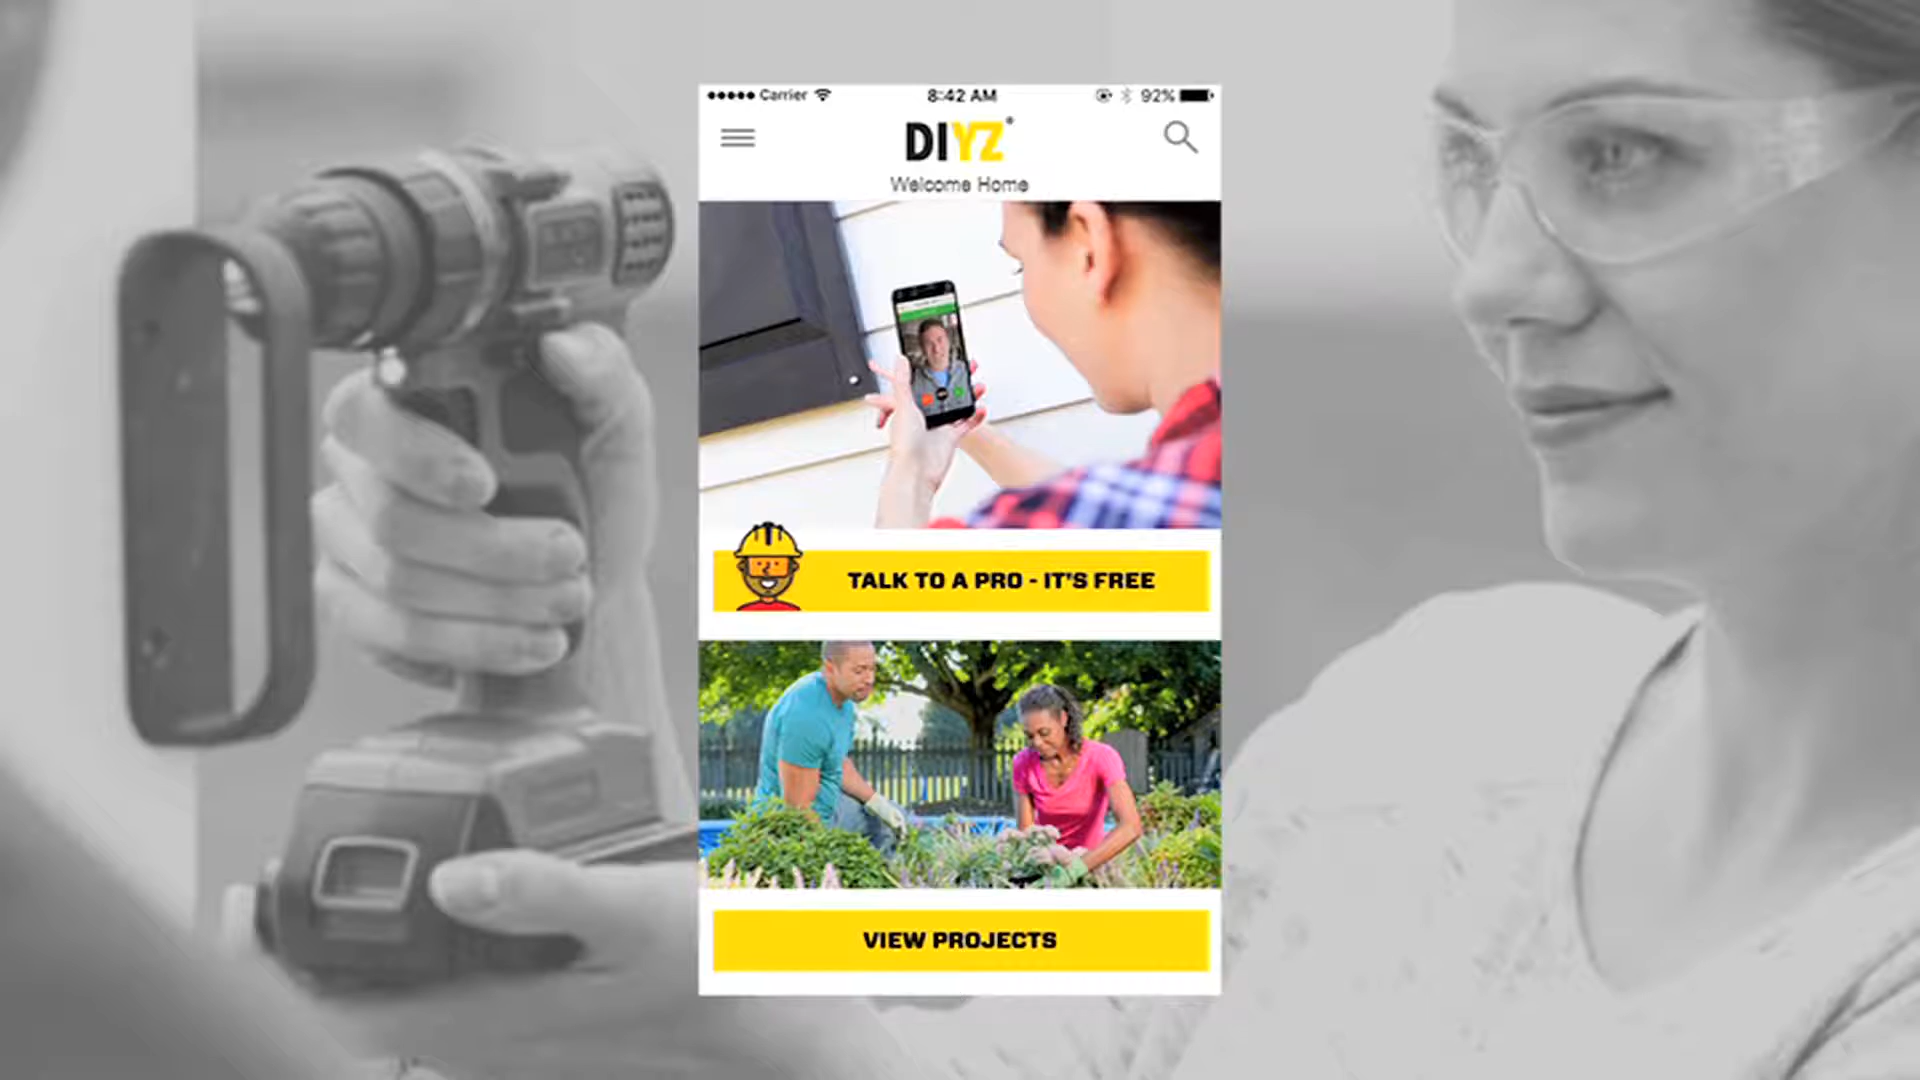 Carrier 8:42 AM 92%
DIYZ®
Welcome Home
TALK TO A PRO - IT'S FREE
VIEW PROJECTS